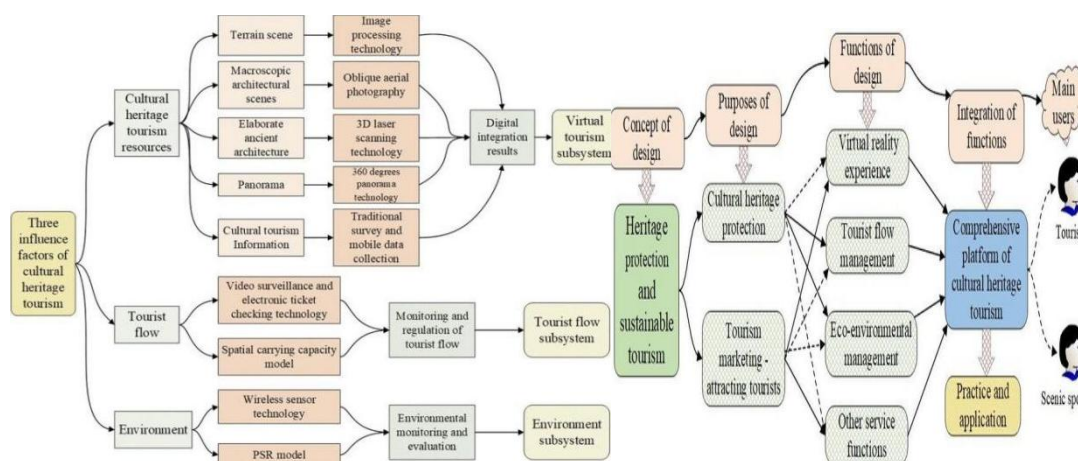 Three
influence
factors of
cultural
heritage
tourism
Cultural
heritage
tourism
resources
Tourist
flow
Environment
Terrain scene
Macroscopic
architectural
scenes
Elaborate
ancient
architecture
Panorama
Cultural tourism
Information
Image
processing
technology
Oblique aerial
photography
3D laser
scanning
technology
360 degrees
panorama
technology
Traditional
survey and
mobile data
collection
Video surveillance and
electronic ticket
checking technology
Spatial carrying capacity
model
Wireless sensor
technology
PSR model
Digital
integration
results
Monitoring and
regulation of
tourist flow
Environmental
monitoring and
evaluation
Virtual
tourism
subsystem
Tourist flow
subsystem
Environment
subsystem
Concept of
design
Heritage
protection
and
sustainable
tourism
Purposes of
design
Cultural heritage
protection
Tourism
marketing -
attracting tourists
Functions of
design
Virtual reality
experience
Tourist flow
management
Eco-environmental
management
Other service
functions
Integration of
functions
Comprehensive
platform of
cultural heritage
tourism
Practice and
application
Main
users
Touris
Scenic spo